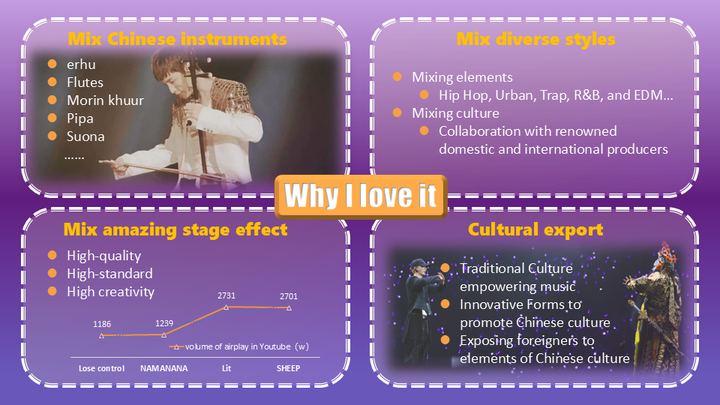 Mix Chinese instruments
erhu
Flutes
Morin khuur
Pipa
Suona
......
Mix diverse styles
Mixing elements
Hip Hop, Urban, Trap, R&B, and EDM...
Mixing culture
Collaboration with renowned
domestic and international producers
Why I love it
Mix amazing stage effect
High-quality
High-standard
High creativity
1186
1239
2731
2701
volume of airplay in Youtube（w）
Lose control
NAMANANA
Lit
SHEEP
Cultural export
Traditional Culture
empowering music
Innovative Forms to
promote Chinese culture
Exposing foreigners to
elements of Chinese culture